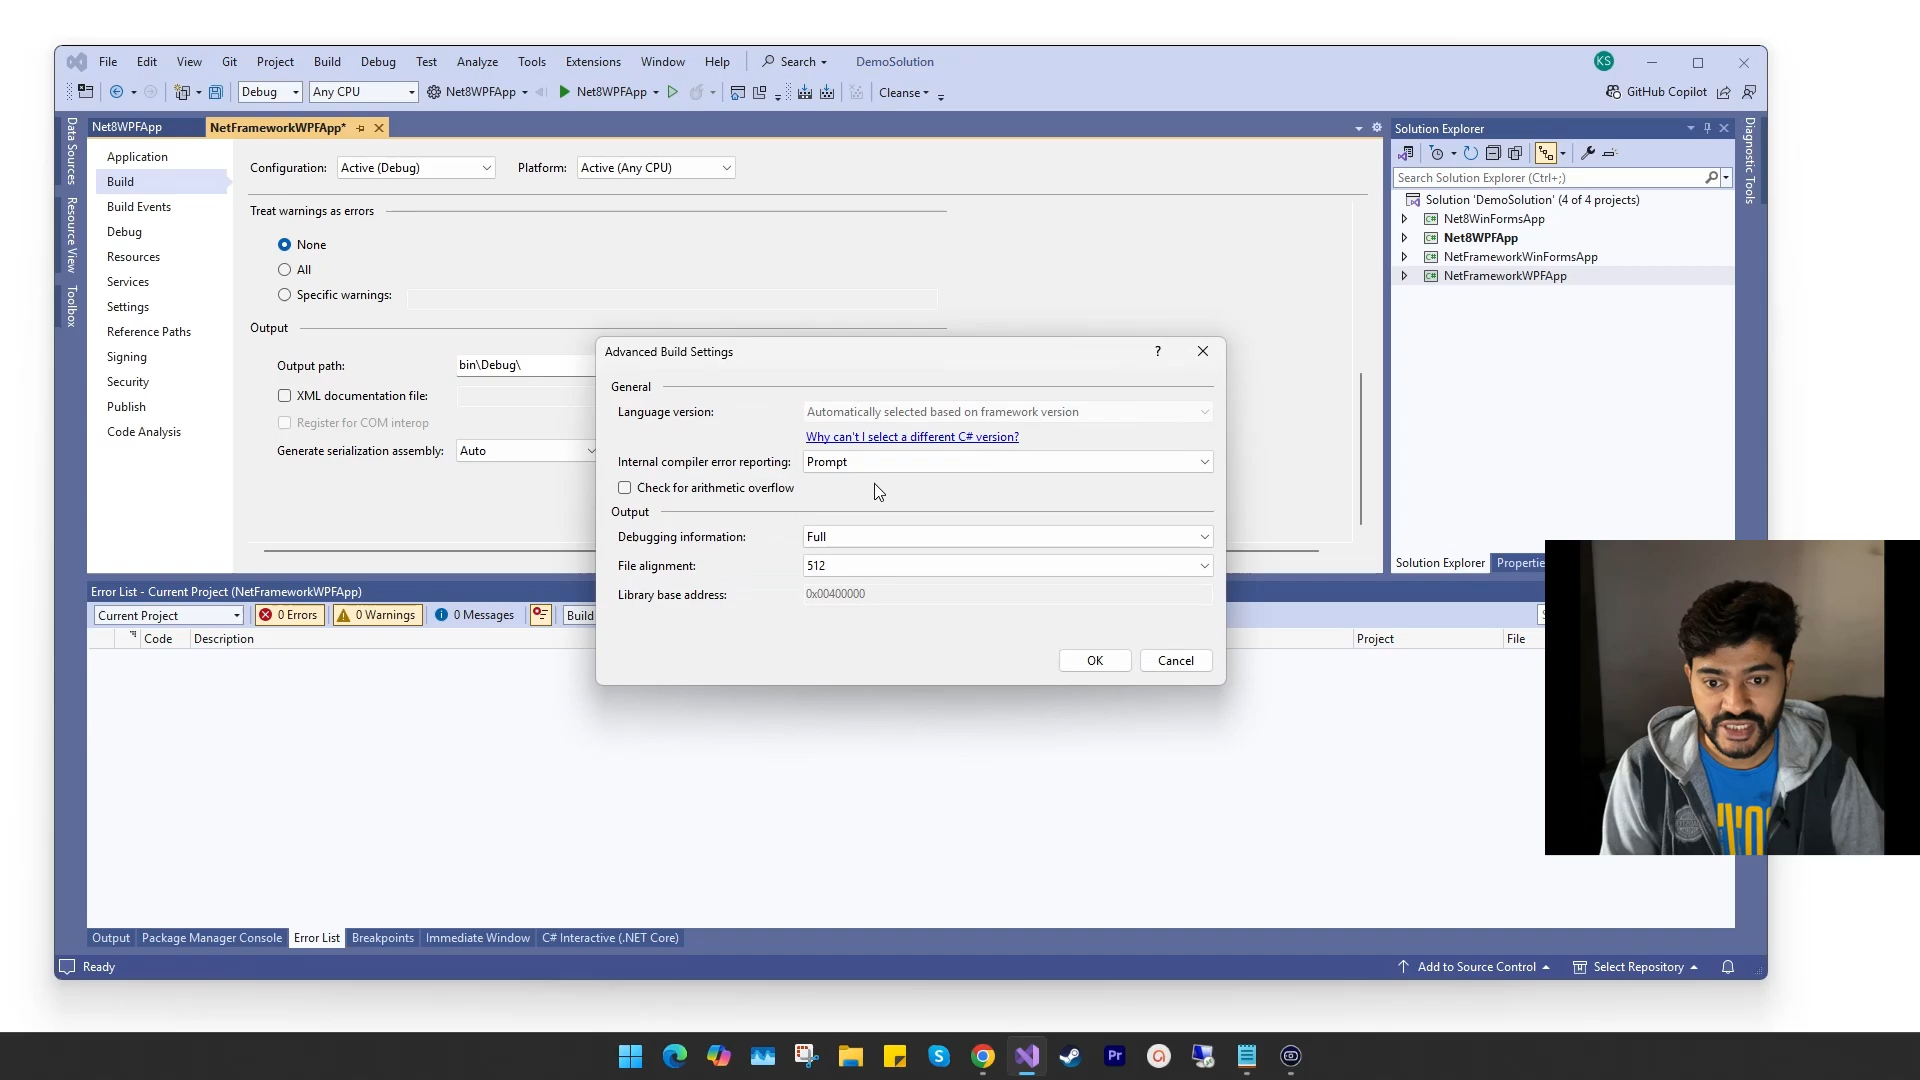 File Edit View Git Project Build Debug Test Analyze Tools Extensions Window Help Search DemoSolution KS
Debug Any CPU Net8WPFApp Net8WPFApp Cleanse GitHub Copilot
Data Sources
Resource View
Toolbox
Net8WPFApp NetFrameworkWPFApp*
Application
Build
Build Events
Debug
Resources
Services
Settings
Reference Paths
Signing
Security
Publish
Code Analysis
Configuration: Active (Debug) Platform: Active (Any CPU)
Treat warnings as errors
None
All
Specific warnings:
Output
Output path: bin\Debug\
XML documentation file:
Register for COM interop
Generate serialization assembly: Auto
Advanced Build Settings ?
General
Language version: Automatically selected based on framework version
Why can't I select a different C# version?
Internal compiler error reporting: Prompt
Check for arithmetic overflow
Output
Debugging information: Full
File alignment: 512
Library base address: 0x00400000
OK Cancel
Solution Explorer
Search Solution Explorer (Ctrl+;)
Solution 'DemoSolution' (4 of 4 projects)
C# Net8WinFormsApp
C# Net8WPFApp
C# NetFrameworkWinFormsApp
C# NetFrameworkWPFApp
Solution Explorer Propertie
Diagnostic Tools
Error List - Current Project (NetFrameworkWPFApp)
Current Project 0 Errors 0 Warnings 0 Messages Build
Code Description Project File
Output Package Manager Console Error List Breakpoints Immediate Window C# Interactive (.NET Core)
Ready Add to Source Control Select Repository
S Pr